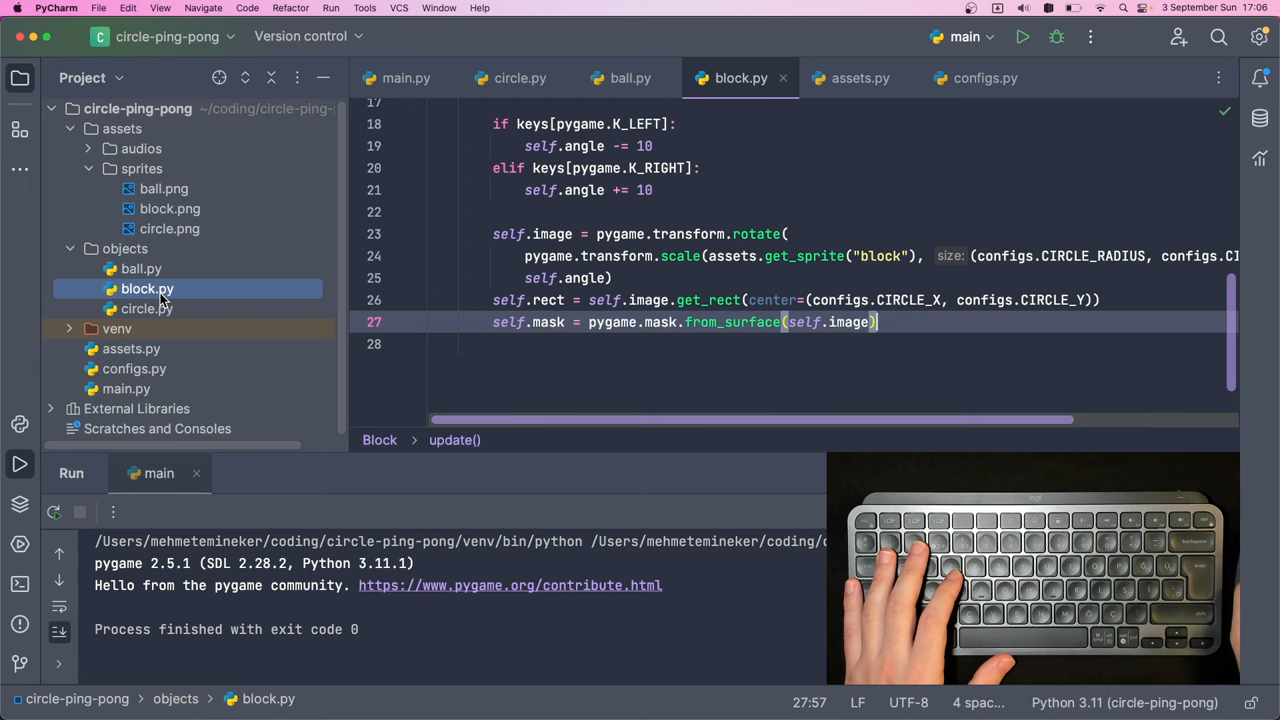 PyCharm File Edit View Navigate Code Refactor Run Tools VCS Window Help 3 September Sun 17:06
C circle-ping-pong Version control main
Project main.py circle.py ball.py block.py assets.py configs.py
circle-ping-pong ~/coding/circle-ping-
assets
audios
sprites
ball.png
block.png
circle.png
objects
ball.py
block.py
circle.py
venv
assets.py
configs.py
main.py
External Libraries
Scratches and Consoles
17
18 if keys[pygame.K_LEFT]:
19 self.angle -= 10
20 elif keys[pygame.K_RIGHT]:
21 self.angle += 10
22
23 self.image = pygame.transform.rotate(
24 pygame.transform.scale(assets.get_sprite("block"), size: (configs.CIRCLE_RADIUS, configs.CI
25 self.angle)
26 self.rect = self.image.get_rect(center=(configs.CIRCLE_X, configs.CIRCLE_Y))
27 self.mask = pygame.mask.from_surface(self.image)
28
Block > update()
Run main
/Users/mehmetemineker/coding/circle-ping-pong/venv/bin/python /Users/mehmetemineker/coding/c
pygame 2.5.1 (SDL 2.28.2, Python 3.11.1)
Hello from the pygame community. https://www.pygame.org/contribute.html
Process finished with exit code 0
logi
backspace
enter
circle-ping-pong > objects > block.py 27:57 LF UTF-8 4 spac... Python 3.11 (circle-ping-pong)